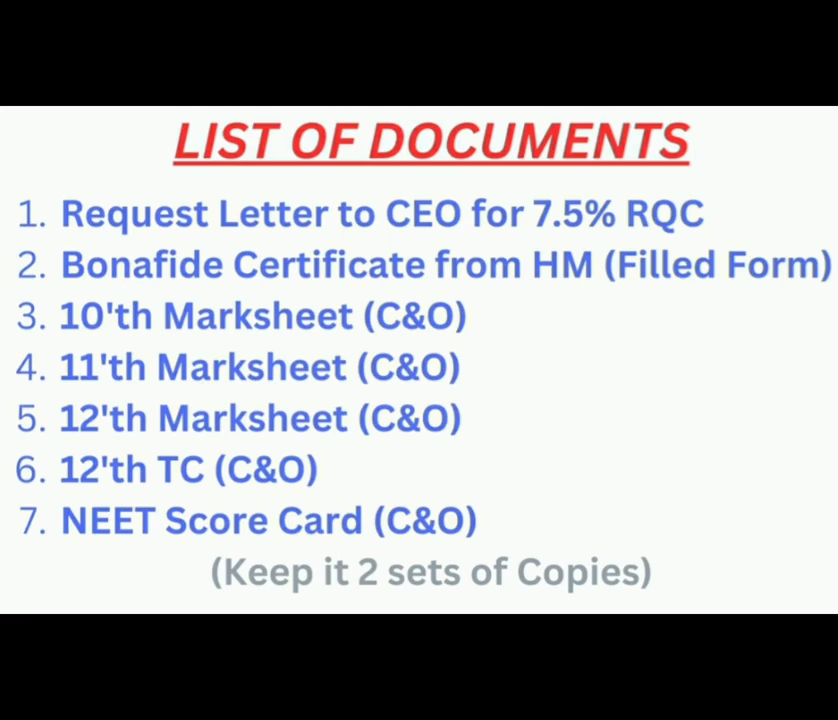 LIST OF DOCUMENTS
1. Request Letter to CEO for 7.5% RQC
2. Bonafide Certificate from HM (Filled Form)
3. 10'th Marksheet (C&O)
4. 11'th Marksheet (C&O)
5. 12'th Marksheet (C&O)
6. 12'th TC (C&O)
7. NEET Score Card (C&O)
(Keep it 2 sets of Copies)